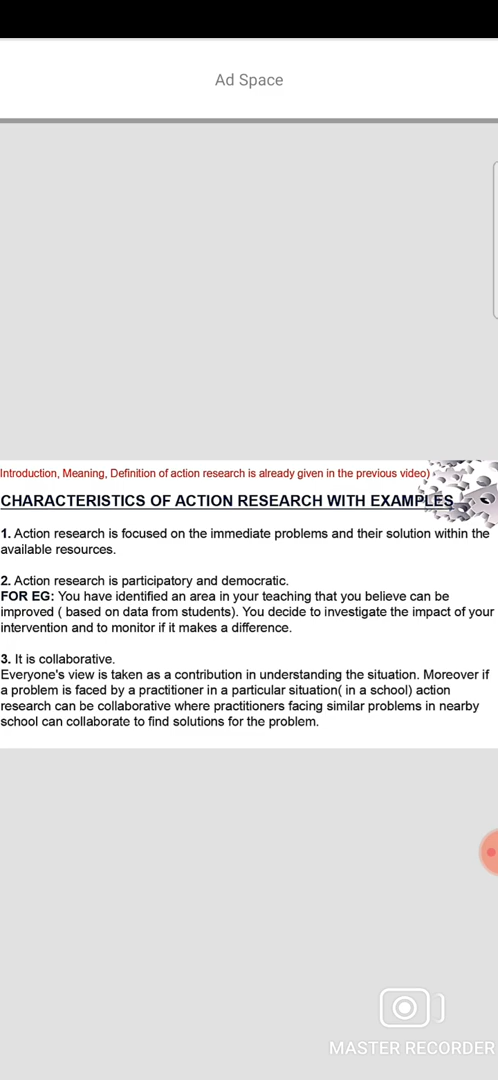 Ad Space
Introduction, Meaning, Definition of action research is already given in the previous video)
CHARACTERISTICS OF ACTION RESEARCH WITH EXAMPLES
1. Action research is focused on the immediate problems and their solution within the
available resources.
2. Action research is participatory and democratic.
FOR EG: You have identified an area in your teaching that you believe can be
improved ( based on data from students). You decide to investigate the impact of your
intervention and to monitor if it makes a difference.
3. It is collaborative.
Everyone's view is taken as a contribution in understanding the situation. Moreover if
a problem is faced by a practitioner in a particular situation( in a school) action
research can be collaborative where practitioners facing similar problems in nearby
school can collaborate to find solutions for the problem.
MASTER RECORDER